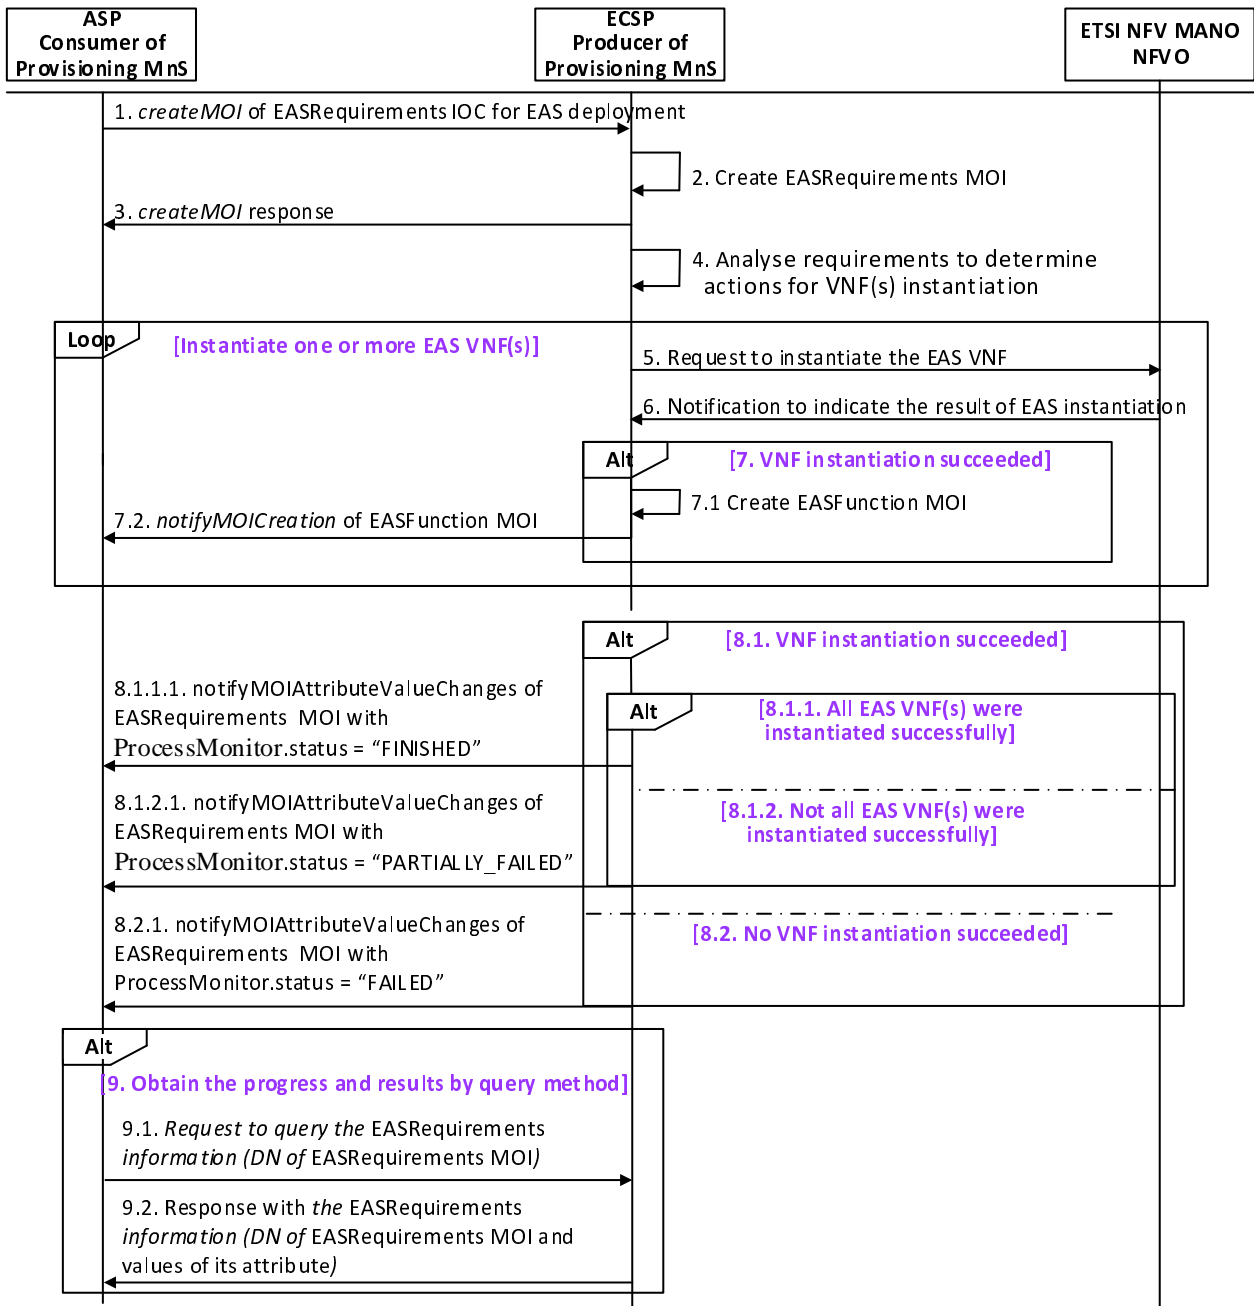 ASP
Consumer of
Provisioning MnS
ECSP
Producer of
Provisioning MnS
ETSI NFV MANO
NFVO
1. createMOI of EASRequirements IOC for EAS deployment
2. Create EASRequirements MOI
3. createMOI response
4. Analyse requirements to determine
actions for VNF(s) instantiation
Loop
[Instantiate one or more EAS VNF(s)]
5. Request to instantiate the EAS VNF
6. Notification to indicate the result of EAS instantiation
Alt
[7. VNF instantiation succeeded]
7.1 Create EASFunction MOI
7.2. notifyMOICreation of EASFunction MOI
Alt
[8.1. VNF instantiation succeeded]
8.1.1.1. notifyMOIAttributeValueChanges of
EASRequirements MOI with
ProcessMonitor.status = “FINISHED”
Alt
[8.1.1. All EAS VNF(s) were
instantiated successfully]
8.1.2.1. notifyMOIAttributeValueChanges of
EASRequirements MOI with
ProcessMonitor.status = “PARTIALLY_FAILED”
[8.1.2. Not all EAS VNF(s) were
instantiated successfully]
8.2.1. notifyMOIAttributeValueChanges of
EASRequirements MOI with
ProcessMonitor.status = “FAILED”
[8.2. No VNF instantiation succeeded]
Alt
[9. Obtain the progress and results by query method]
9.1. Request to query the EASRequirements
information (DN of EASRequirements MOI)
9.2. Response with the EASRequirements
information (DN of EASRequirements MOI and
values of its attribute)